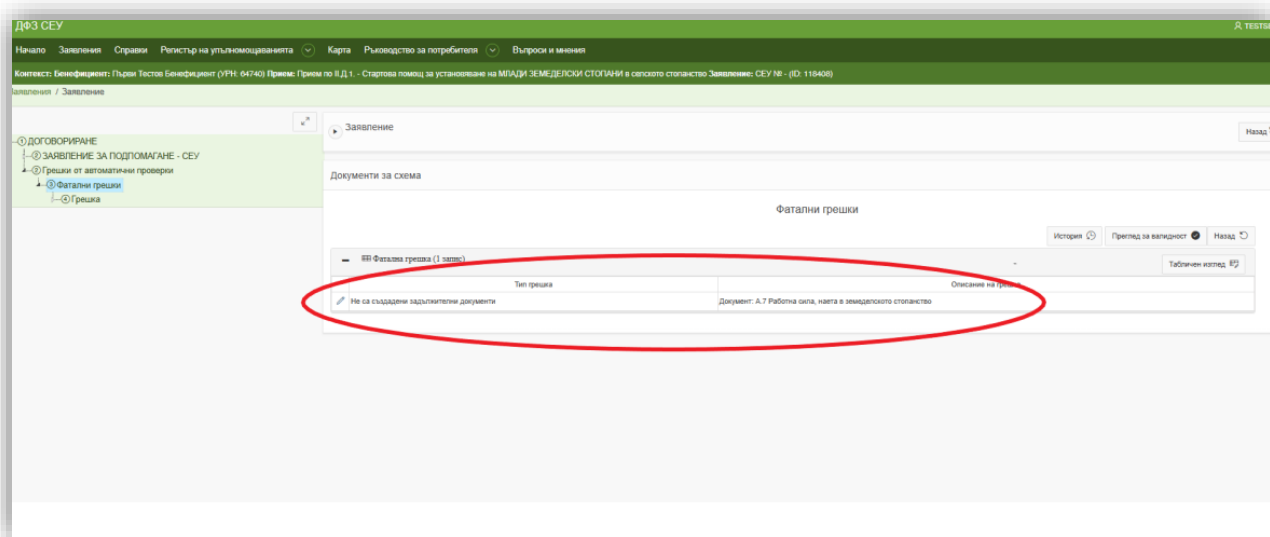 ДФЗ СЕУ
Начало Заявления Справки Регистър на упълномощаванията Карта Ръководство за потребителя Въпроси и мнения
Контекст: Бенефициент: Първи Тестов Бенефициент (УРН: 64740) Прием: Прием по II.Д.1. - Стартова помощ за установяване на МЛАДИ ЗЕМЕДЕЛСКИ СТОПАНИ в селското стопанство Заявление: СЕУ № - (ID: 118408)
/ Заявление
① ДОГОВОРИРАНЕ
② ЗАЯВЛЕНИЕ ЗА ПОДПОМАГАНЕ - СЕУ
② Грешки от автоматични проверки
③ Фатални грешки
④ Грешка
Заявление
Назад
Документи за схема
Фатални грешки
История Преглед за валидност Назад
Фатална грешка (1 запис) - Табличен изглед
Тип грешка Описание на грешка
Не са създадени задължителни документи Документ: А.7 Работна сила, наета в земеделското стопанство